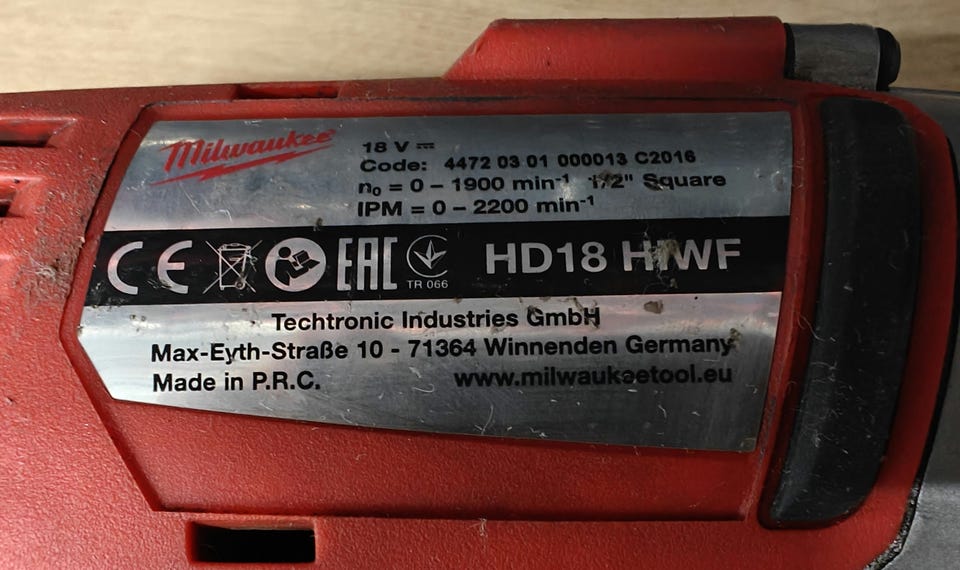 Milwaukee
18 V
Code: 4472 03 01 000013 C2016
n₀ = 0 – 1900 min⁻¹ 1/2" Square
IPM = 0 – 2200 min⁻¹
CE EAC TR 066 HD18 HIWF
Techtronic Industries GmbH
Max-Eyth-Straße 10 - 71364 Winnenden Germany
Made in P.R.C. www.milwaukeetool.eu